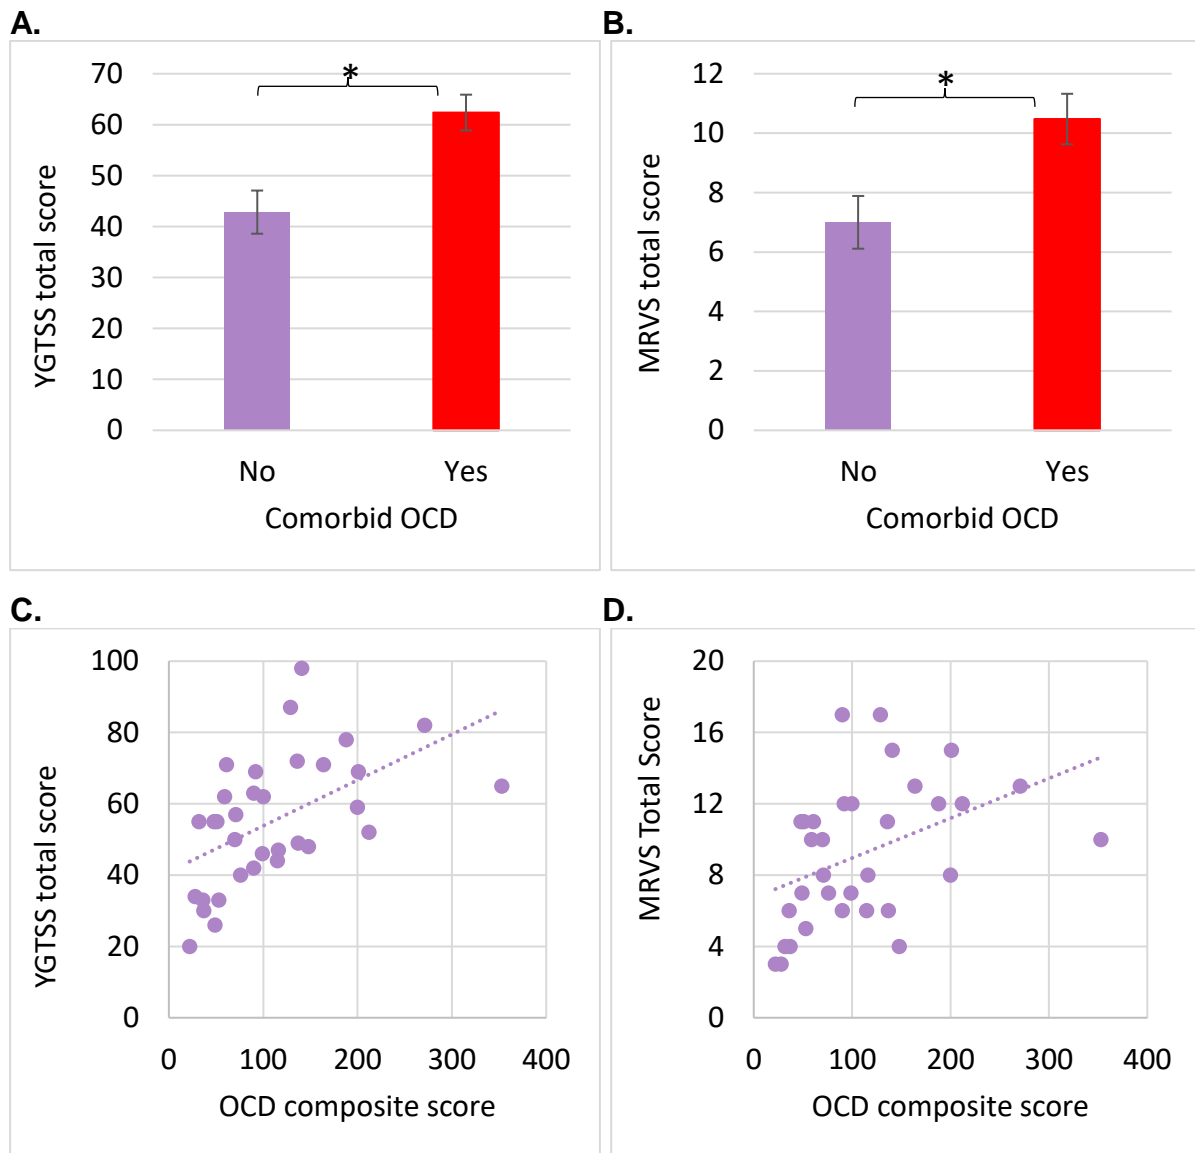 A.
70
60
50
40
30
20
10
0
YGTSS total score
*
No
Yes
Comorbid OCD
B.
12
10
8
6
4
2
0
MRVS total score
*
No
Yes
Comorbid OCD
C.
100
80
60
40
20
0
YGTSS total score
0 100 200 300 400
OCD composite score
D.
20
16
12
8
4
0
MRVS Total Score
0 100 200 300 400
OCD composite score